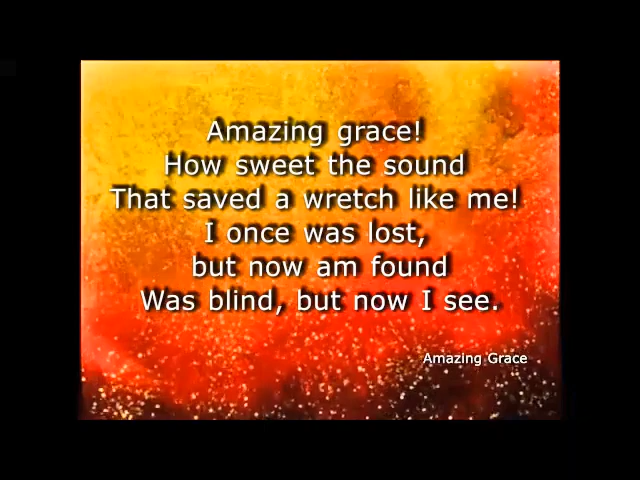 Amazing grace!
How sweet the sound
That saved a wretch like me!
I once was lost,
but now am found
Was blind, but now I see.
Amazing Grace